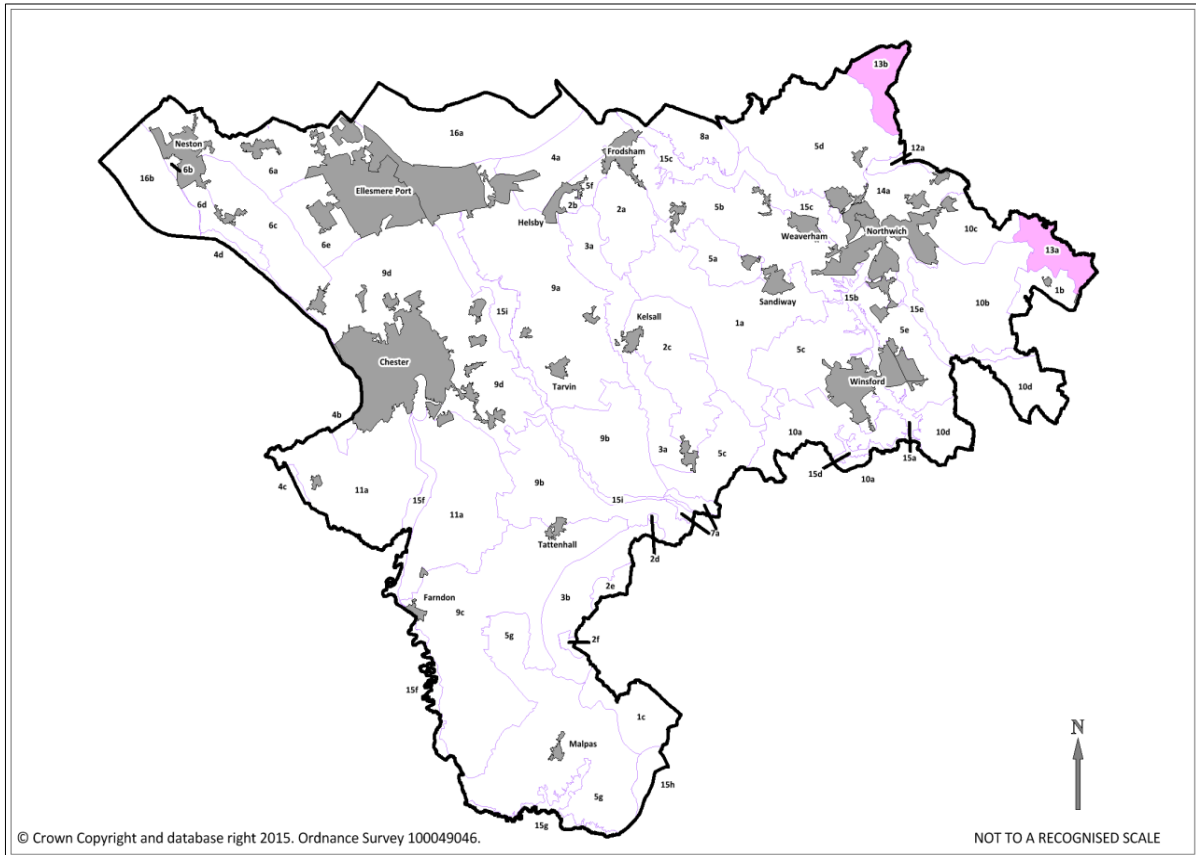 13b
Neston
16a
8a
5d
12a
6b
6a
4a
Frodsham
15c
16b
Ellesmere Port
5f
14a
6d
2b
2a
5b
15c
6c
Helsby
Weaverham
Northwich
10c
6e
3a
13a
4d
5a
9d
9a
Sandiway
15b
1b
15i
15e
10b
Kelsall
1a
5e
2c
5c
Chester
Winsford
9d
Tarvin
10d
4b
9b
10a
10d
3a
5c
15a
15d
10a
4c
11a
9b
15f
15i
11a
7a
Tattenhall
2d
2e
Farndon
3b
9c
5g
2f
15f
1c
N
Malpas
15h
5g
15g
© Crown Copyright and database right 2015. Ordnance Survey 100049046.
NOT TO A RECOGNISED SCALE